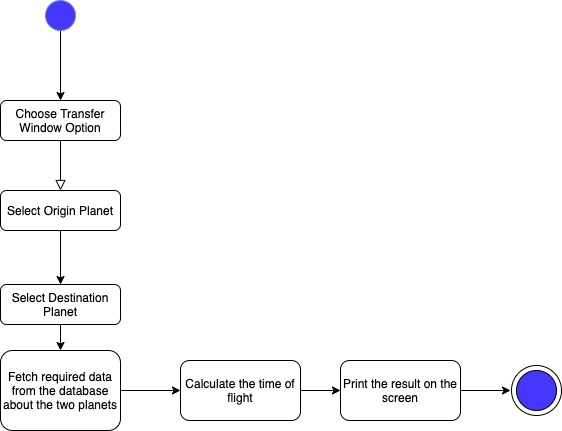 Choose Transfer
Window Option
Select Origin Planet
Select Destination
Planet
Fetch required data
from the database
about the two planets
Calculate the time of
flight
Print the result on the
screen